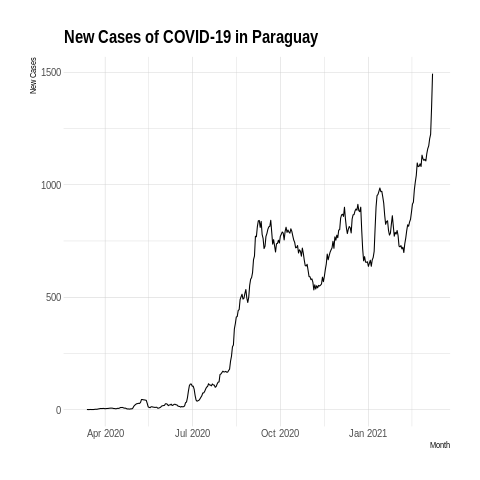 New Cases of COVID-19 in Paraguay
New Cases
1500
1000
500
0
Apr 2020 Jul 2020 Oct 2020 Jan 2021
Month